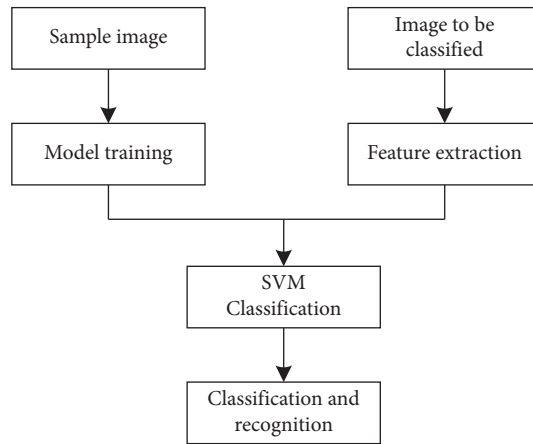 Sample image
Image to be
classified
Model training
Feature extraction
SVM
Classification
Classification and
recognition